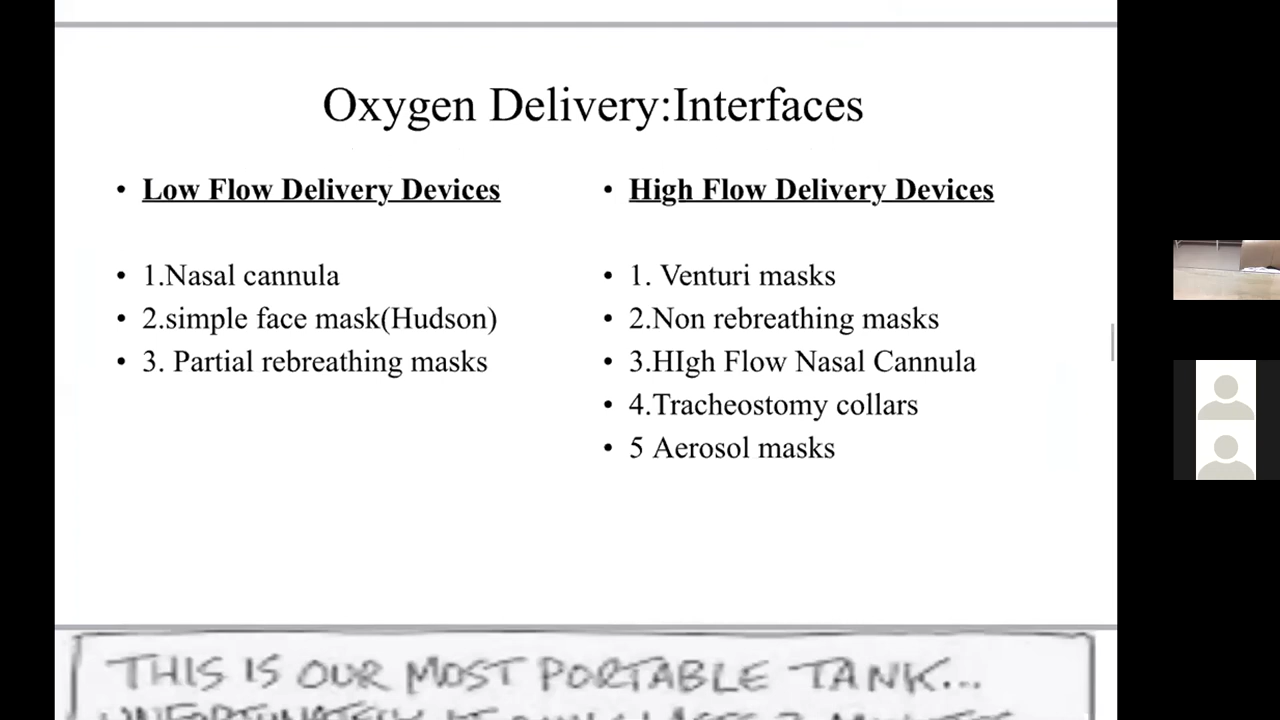 Oxygen Delivery:Interfaces
• Low Flow Delivery Devices
• 1.Nasal cannula
• 2.simple face mask(Hudson)
• 3. Partial rebreathing masks
• High Flow Delivery Devices
• 1. Venturi masks
• 2.Non rebreathing masks
• 3.HIgh Flow Nasal Cannula
• 4.Tracheostomy collars
• 5 Aerosol masks
THIS IS OUR MOST PORTABLE TANK...